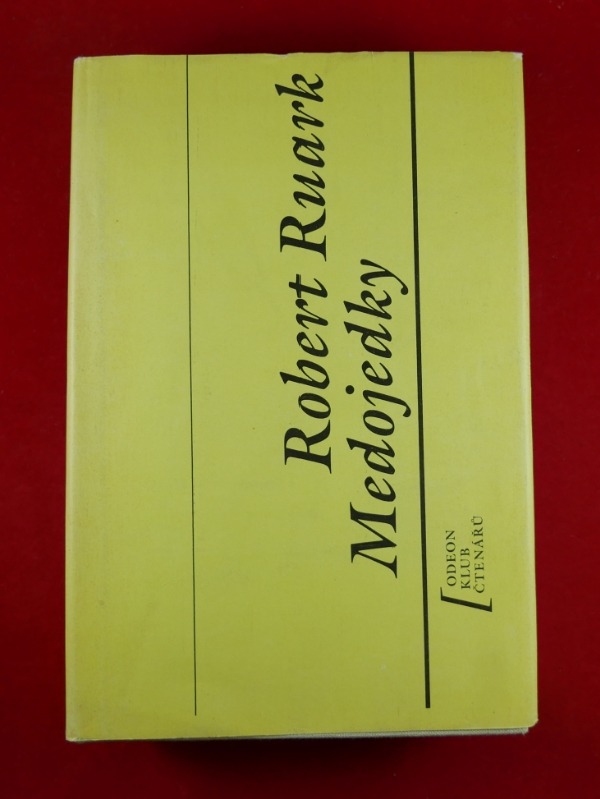 Robert Ruark
Medojedky
ODEON
KLUB
ČTENÁŘŮ